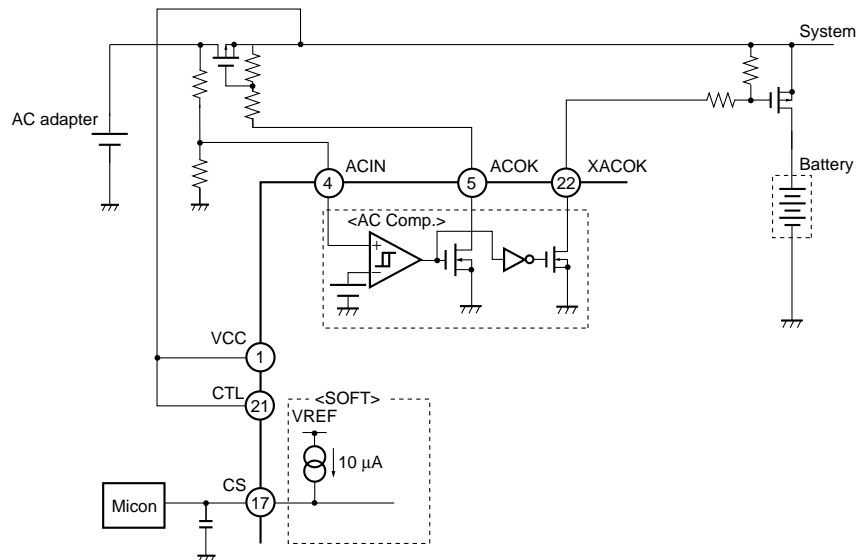 System
AC adapter
ACIN
ACOK
XACOK
4
5
22
Battery
<AC Comp.>
+
−
VCC
1
CTL
21
<SOFT>
VREF
10 μA
CS
17
Micon